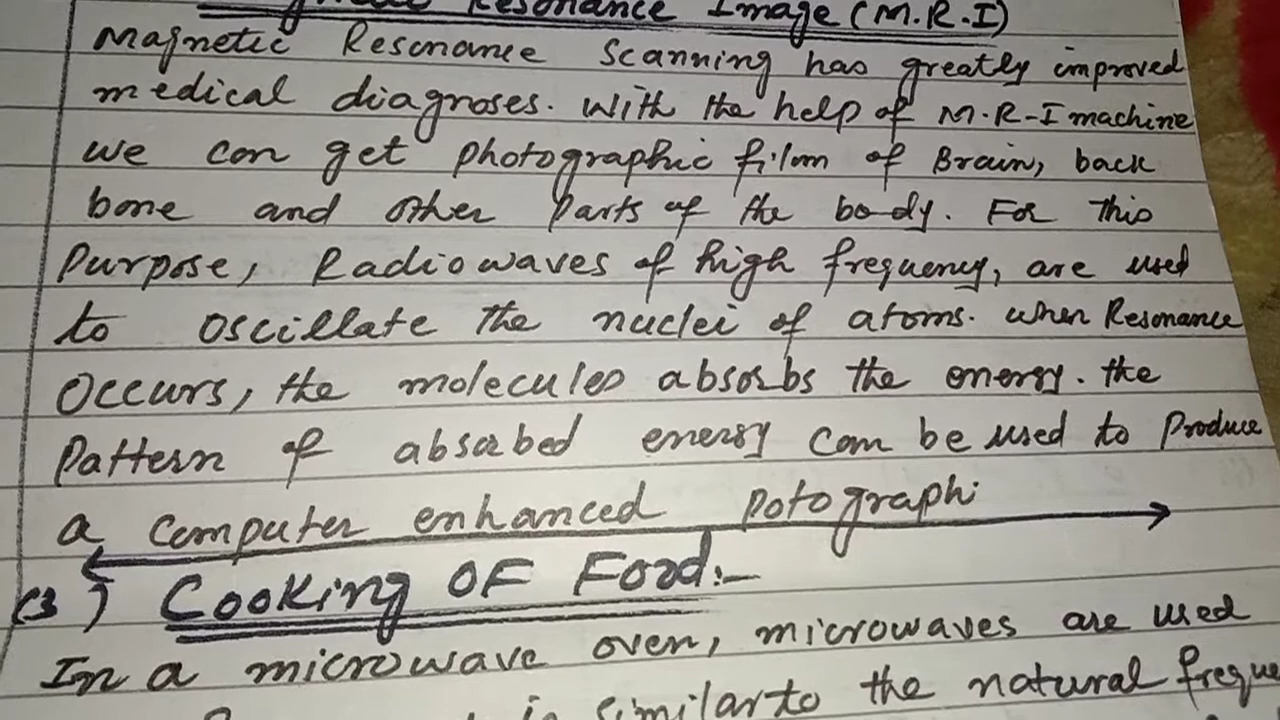 Resonance Image (M.R.I)
Magnetic Resonance Scanning has greatly improved
medical diagnoses. With the help of M.R-I machine
we can get photographic film of Brain, back
bone and other Parts of the body. For this
Purpose, Radiowaves of high frequency, are used
to oscillate the nuclei of atoms. when Resonance
Occurs, the molecules absorbs the energy. the
Pattern of absorbed energy can be used to Produce
a computer enhanced Potographi
(3) Cooking OF Food:-
In a microwave oven, microwaves are used
is similar to the natural freque